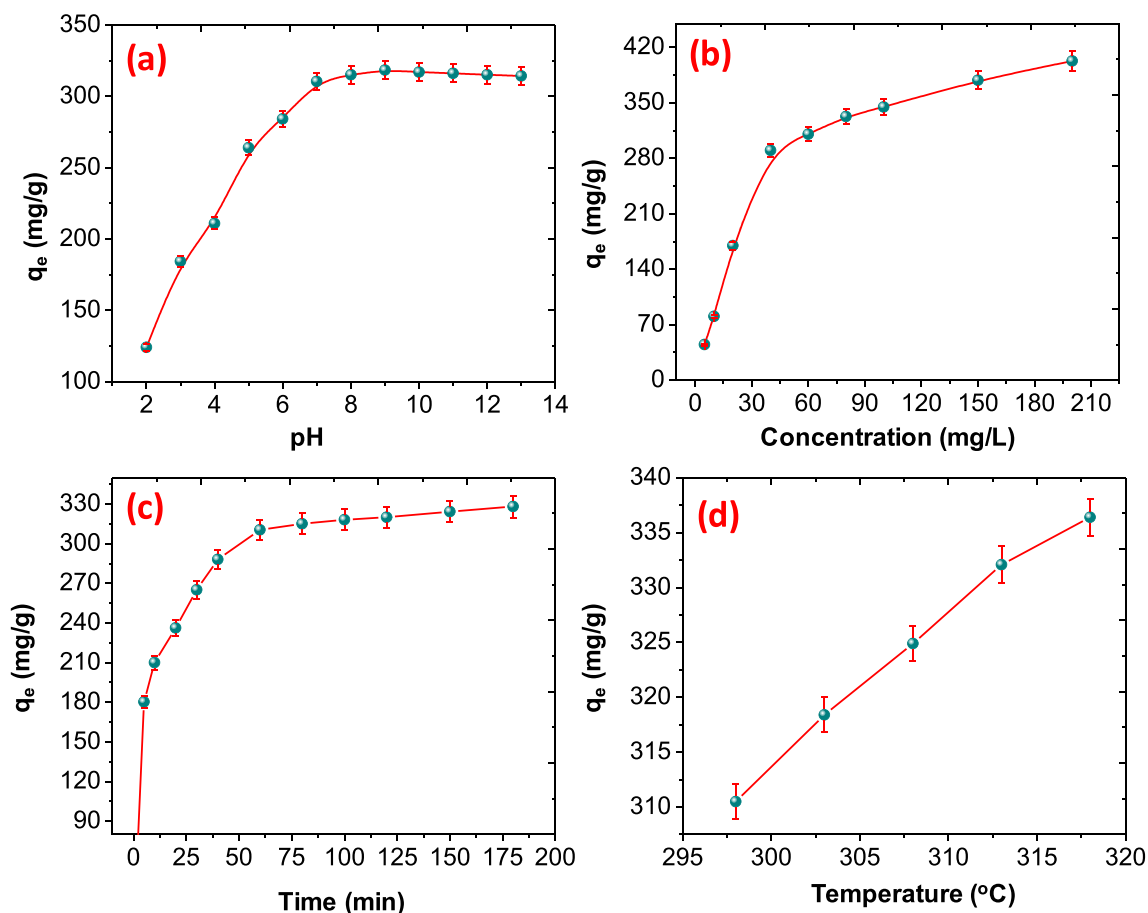 (a)
350
300
250
200
150
100
qₑ (mg/g)
2 4 6 8 10 12 14
pH
(b)
420
350
280
210
140
70
0
qₑ (mg/g)
0 30 60 90 120 150 180 210
Concentration (mg/L)
(c)
330
300
270
240
210
180
150
120
90
qₑ (mg/g)
0 25 50 75 100 125 150 175 200
Time (min)
(d)
340
335
330
325
320
315
310
qₑ (mg/g)
295 300 305 310 315 320
Temperature (ᵒC)